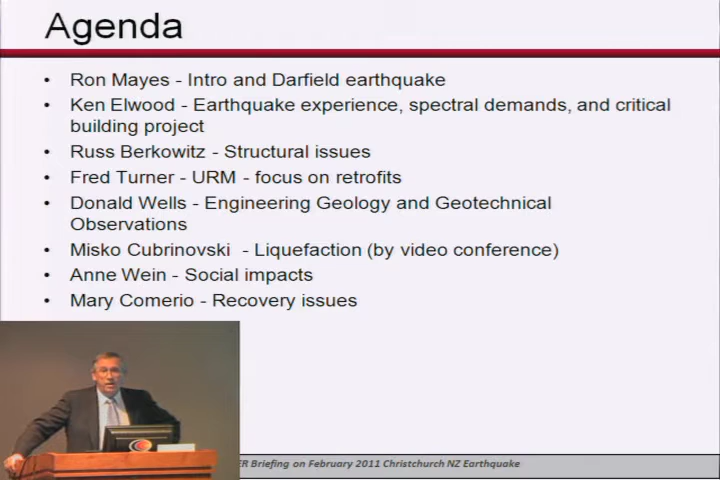 Agenda
• Ron Mayes - Intro and Darfield earthquake
• Ken Elwood - Earthquake experience, spectral demands, and critical
building project
• Russ Berkowitz - Structural issues
• Fred Turner - URM - focus on retrofits
• Donald Wells - Engineering Geology and Geotechnical
Observations
• Misko Cubrinovski - Liquefaction (by video conference)
• Anne Wein - Social impacts
• Mary Comerio - Recovery issues
Briefing on February 2011 Christchurch NZ Earthquake